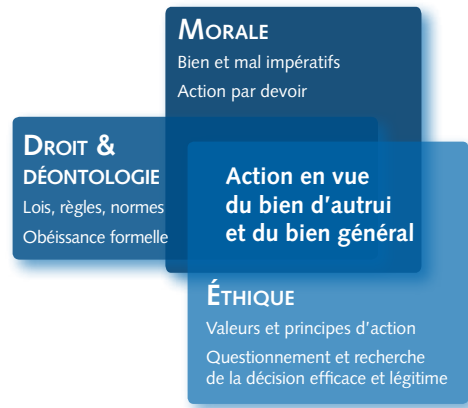 MORALE
Bien et mal impératifs
Action par devoir
DROIT &
DÉONTOLOGIE
Lois, règles, normes
Obéissance formelle
Action en vue
du bien d'autrui
et du bien général
ÉTHIQUE
Valeurs et principes d'action
Questionnement et recherche
de la décision efficace et légitime